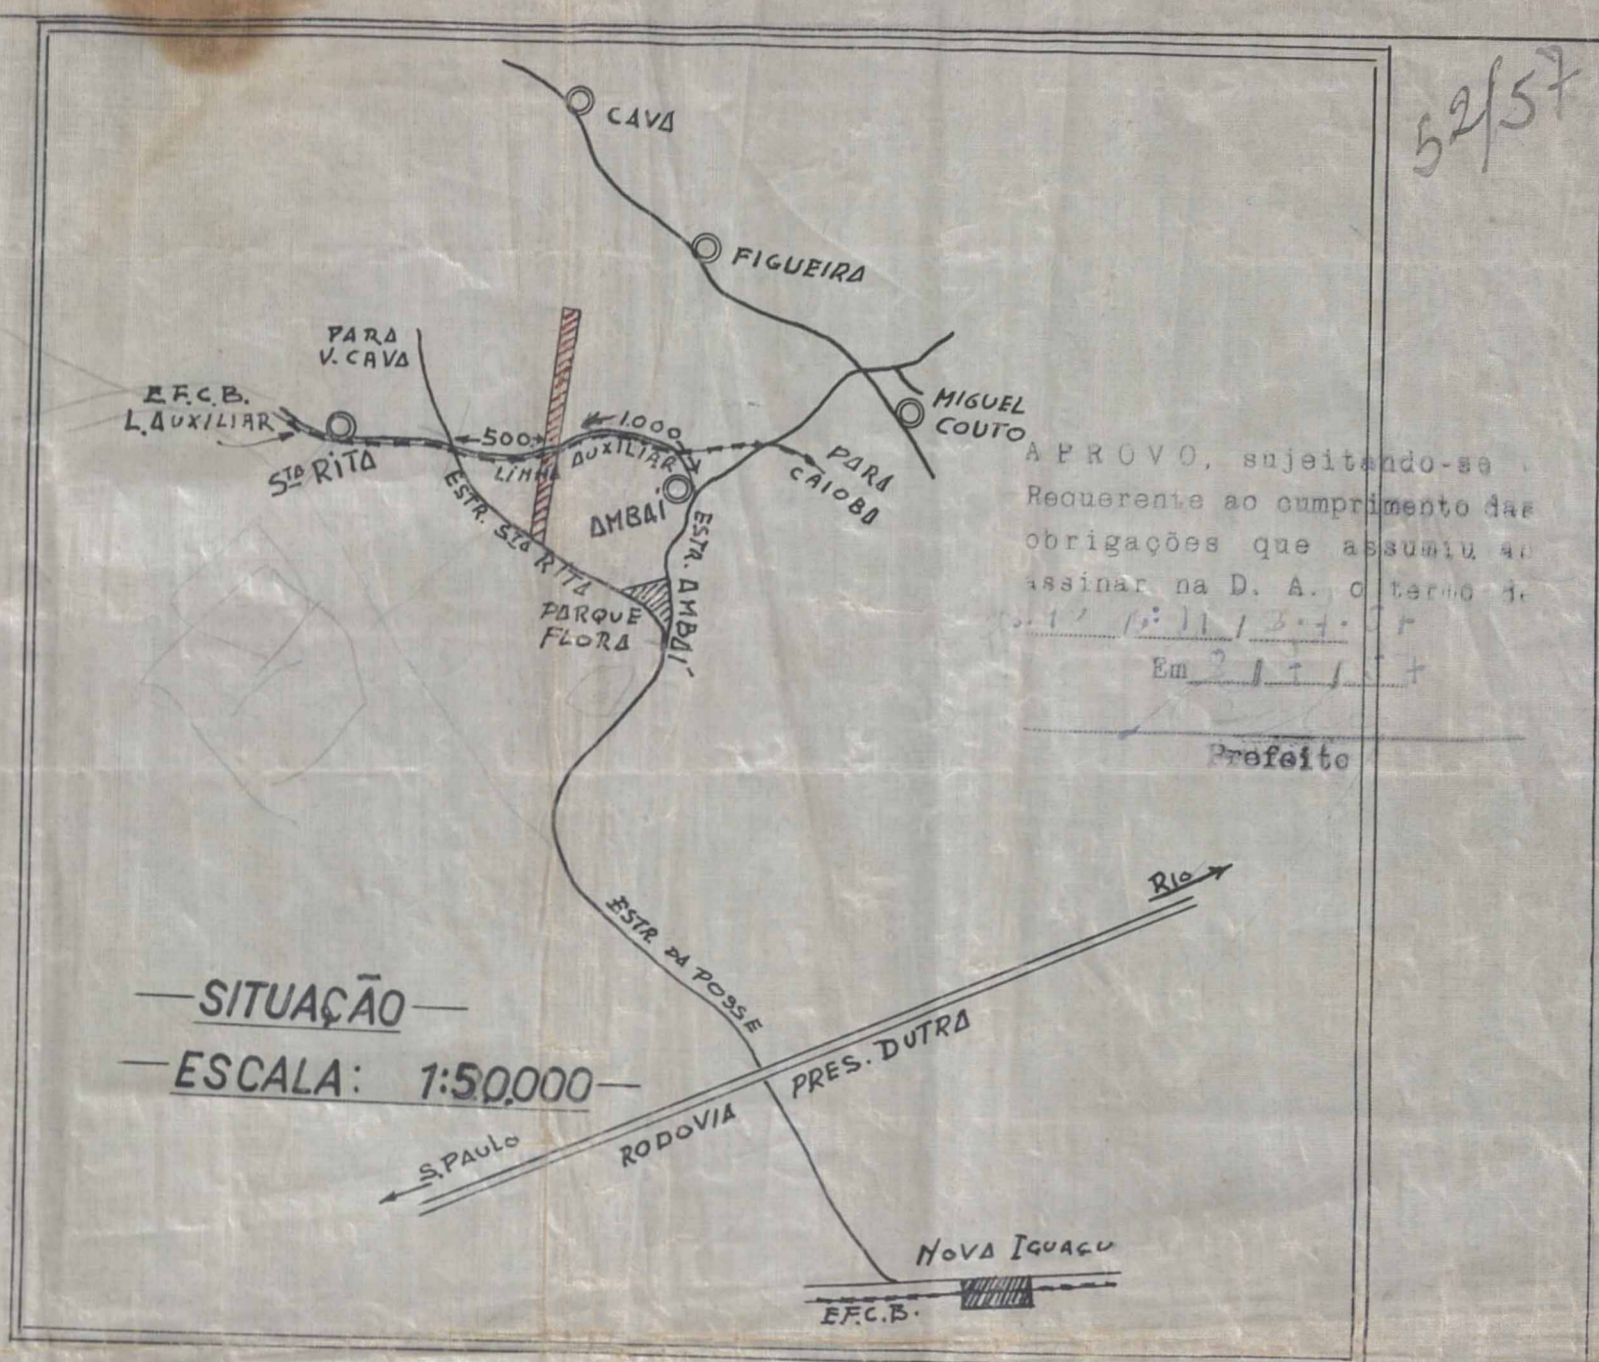 52/57
CAVA
FIGUEIRA
PARA
V. CAVA
E.F.C.B.
L. AUXILIAR
STA RITA
500
1.000
LINHA AUXILIAR
MIGUEL
COUTO
PARA
CAIOBA
AMBAÍ
ESTR. STA RITA
ESTR. AMBAÍ
PARQUE
FLORA
APROVO, sujeitando-se
Requerente ao cumprimento das
obrigações que assumiu ao
assinar na D. A. o termo de
Em
Prefeito
RIO
ESTR. DA POSSE
— SITUAÇÃO —
— ESCALA: 1:50.000 —
RODOVIA PRES. DUTRA
S. PAULO
NOVA IGUAÇU
E.F.C.B.